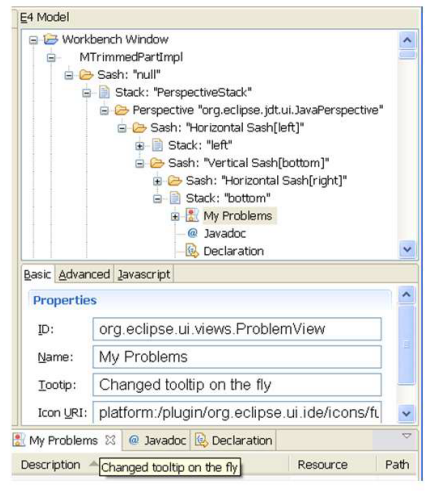 E4 Model
Workbench Window
MTrimmedPartImpl
Sash: "null"
Stack: "PerspectiveStack"
Perspective "org.eclipse.jdt.ui.JavaPerspective"
Sash: "Horizontal Sash[left]"
Stack: "left"
Sash: "Vertical Sash[bottom]"
Sash: "Horizontal Sash[right]"
Stack: "bottom"
My Problems
Javadoc
Declaration
Basic Advanced Javascript
Properties
ID: org.eclipse.ui.views.ProblemView
Name: My Problems
Tootip: Changed tooltip on the fly
Icon URI: platform:/plugin/org.eclipse.ui.ide/icons/fu
My Problems Javadoc Declaration
Description Changed tooltip on the fly Resource Path